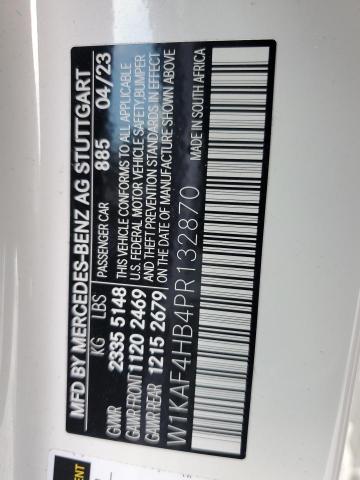 MFD BY MERCEDES-BENZ AG STUTTGART
PASSENGER CAR 885 04/23
KG LBS
GVWR 2335 5148
GAWR FRONT 1120 2469
GAWR REAR 1215 2679
THIS VEHICLE CONFORMS TO ALL APPLICABLE
U.S. FEDERAL MOTOR VEHICLE SAFETY,BUMPER
AND THEFT PREVENTION STANDARDS IN EFFECT
ON THE DATE OF MANUFACTURE SHOWN ABOVE
MADE IN SOUTH AFRICA
W1KAF4HB4PR132870